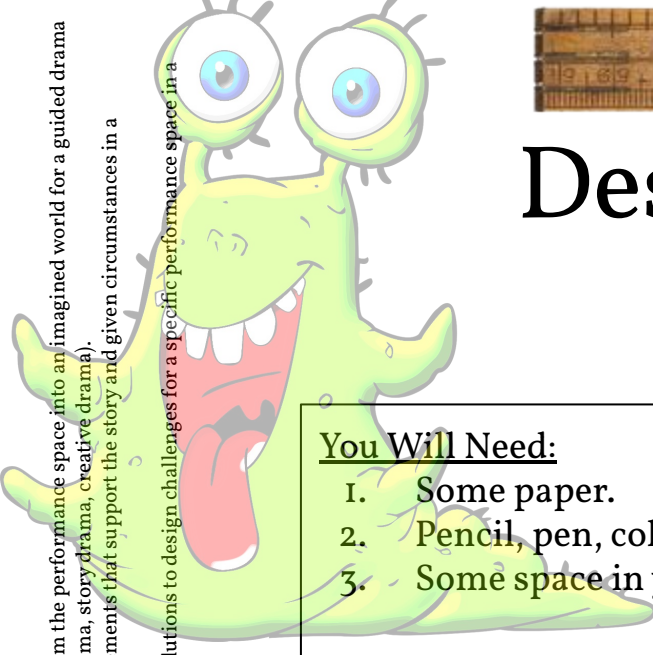 m the performance space into an imagined world for a guided drama
ma, story drama, creative drama).
ments that support the story and given circumstances in a
lutions to design challenges for a specific performance space in a
Des
You Will Need:
1. Some paper.
2. Pencil, pen, col
3. Some space in